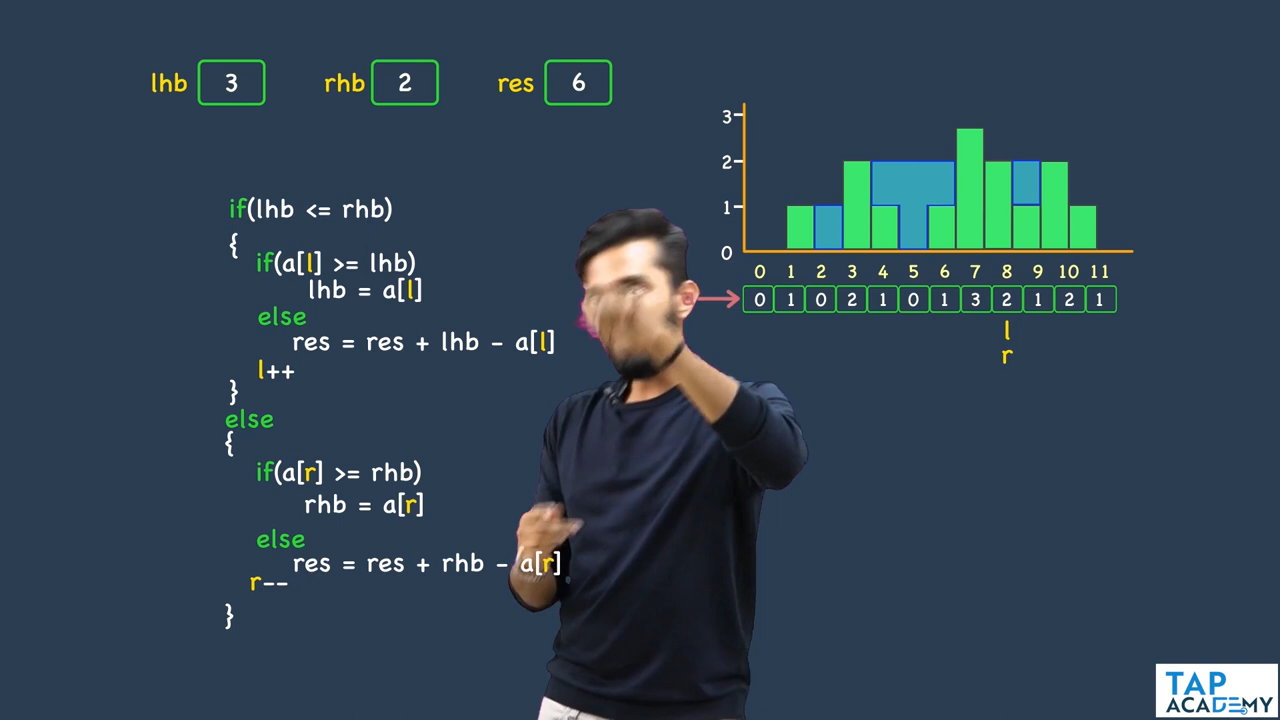 lhb 3 rhb 2 res 6
if(lhb <= rhb)
{
if(a[l] >= lhb)
lhb = a[l]
else
res = res + lhb - a[l]
l++
}
else
{
if(a[r] >= rhb)
rhb = a[r]
else
res = res + rhb - a[r]
r--
}
3
2
1
0
0 1 2 3 4 5 6 7 8 9 10 11
0 1 0 2 1 0 1 3 2 1 2 1
l
r
TAP
ACADEMY